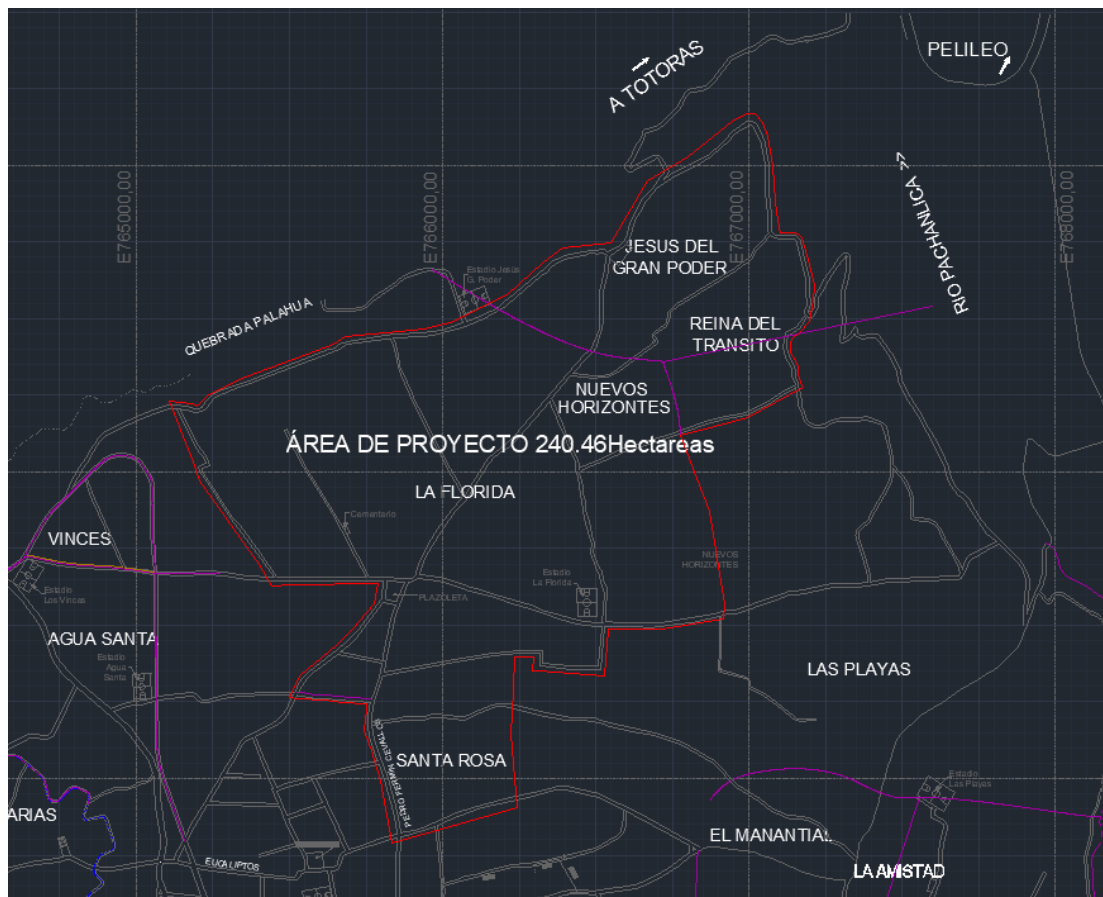 PELILEO
A TOTORAS
E765000,00
E766000,00
E767000,00
E768000,00
RIO PACHANLICA
JESUS DEL
GRAN PODER
Estadio Jesús
G. Poder
QUEBRADA PALAHUA
REINA DEL
TRANSITO
NUEVOS
HORIZONTES
ÁREA DE PROYECTO 240.46Hectareas
LA FLORIDA
Cementario
VINCES
NUEVOS
HORIZONTES
Estadio
La Florida
Estadio
Los Vinces
PLAZOLETA
AGUA SANTA
Estadio
Agua
Santa
LAS PLAYAS
PEDRO FERMIN CEVALLOS
SANTA ROSA
Estadio
Las Playas
ARIAS
EL MANANTIAL
EUCALIPTOS
LA AMISTAD